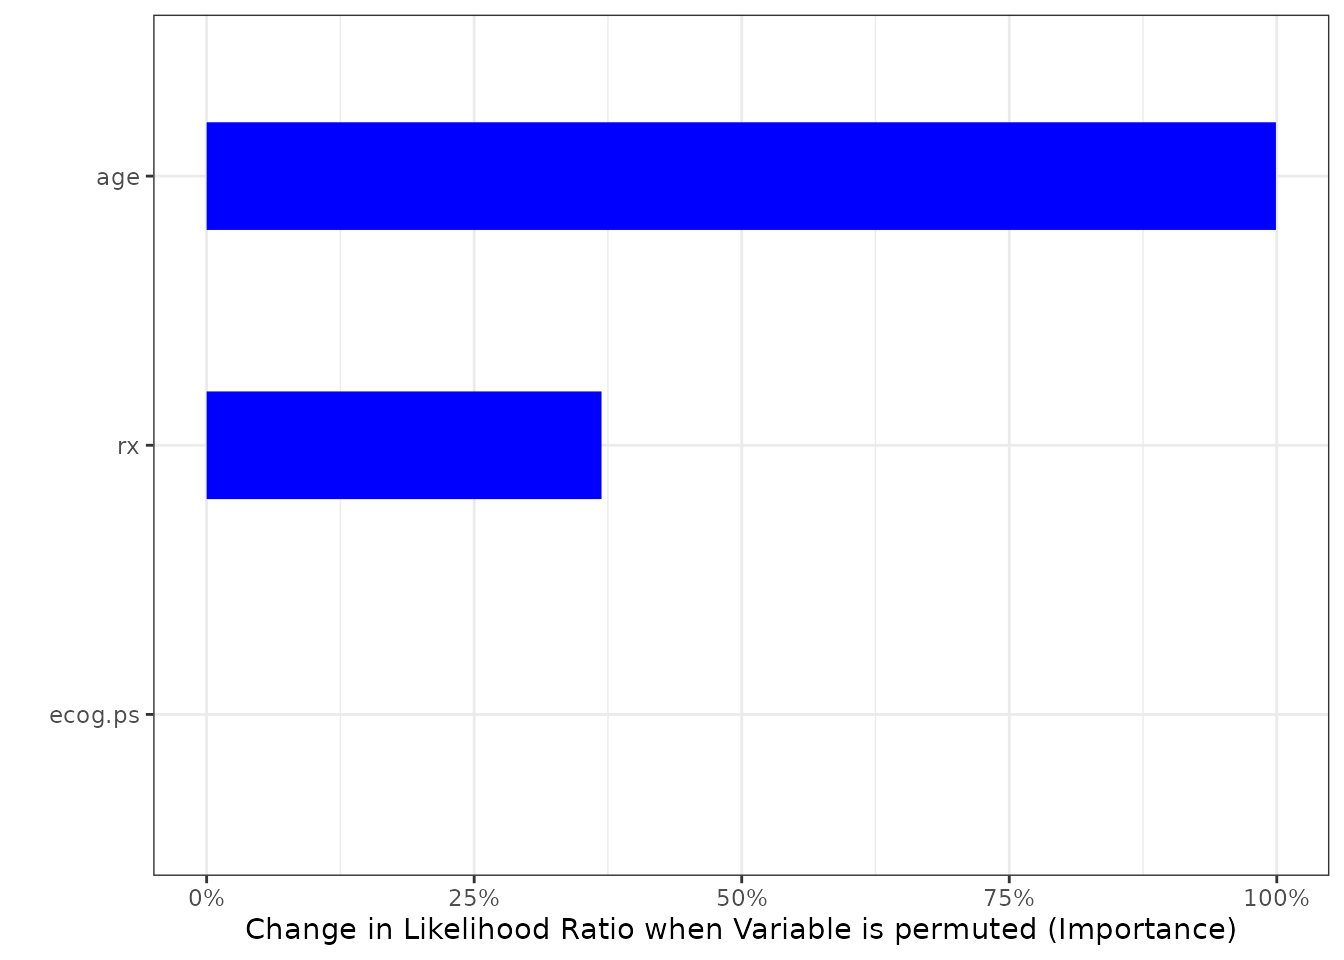 age
rx
ecog.ps
0% 25% 50% 75% 100%
Change in Likelihood Ratio when Variable is permuted (Importance)